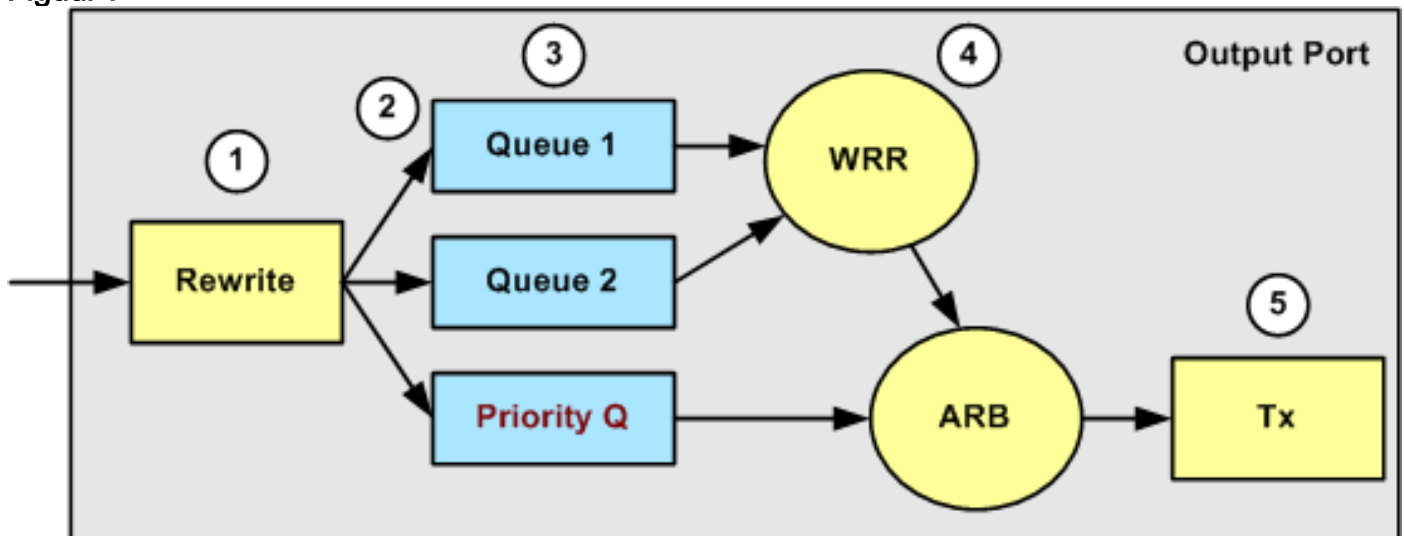 Output Port
3
4
2
Queue 1
1
WRR
Rewrite
Queue 2
5
Priority Q
ARB
Tx